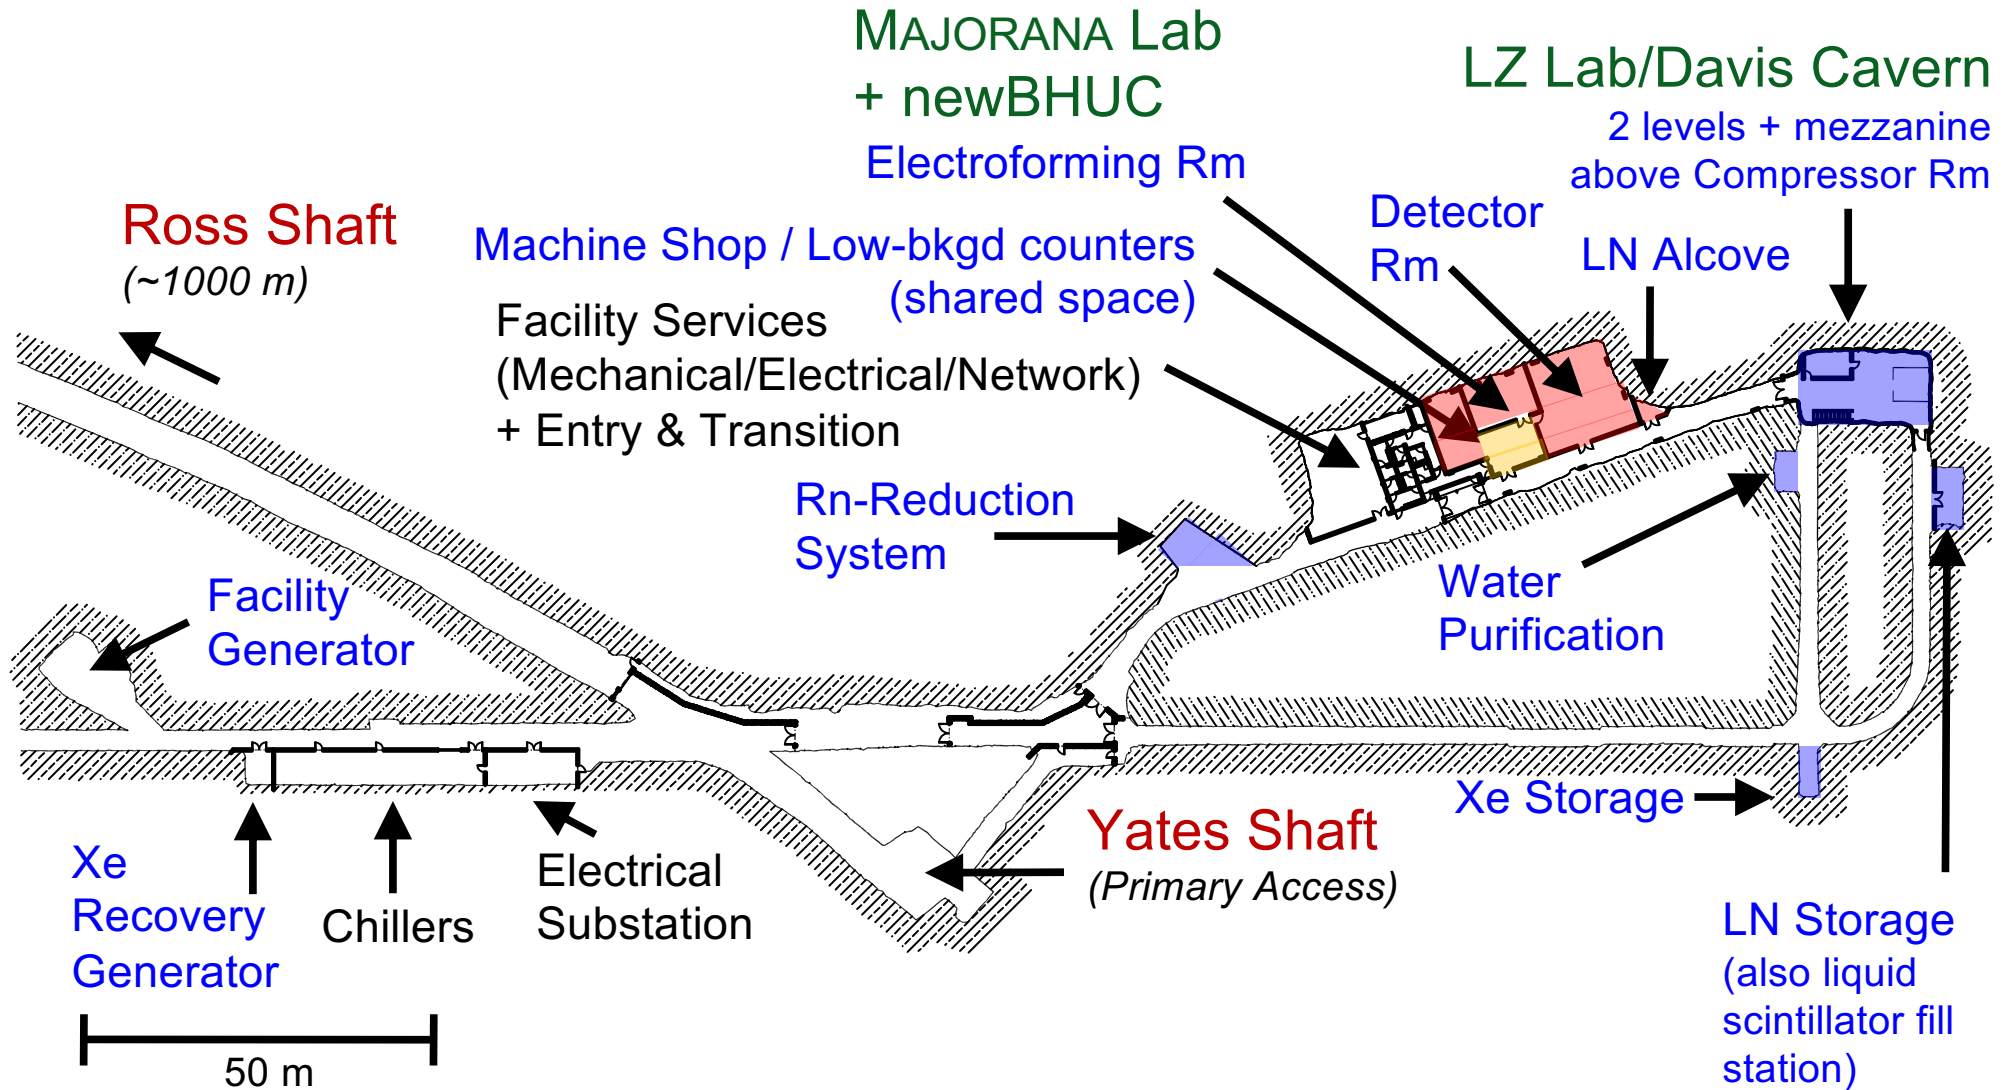 MAJORANA Lab
+ newBHUC
Electroforming Rm
LZ Lab/Davis Cavern
2 levels + mezzanine
above Compressor Rm
Detector
Rm
LN Alcove
Ross Shaft
(~1000 m)
Machine Shop / Low-bkgd counters
(shared space)
Facility Services
(Mechanical/Electrical/Network)
+ Entry & Transition
Rn-Reduction
System
Water
Purification
Facility
Generator
Xe Storage
Yates Shaft
(Primary Access)
Xe
Recovery
Generator
Chillers
Electrical
Substation
LN Storage
(also liquid
scintillator fill
station)
50 m